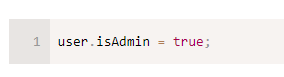 1 user.isAdmin = true;